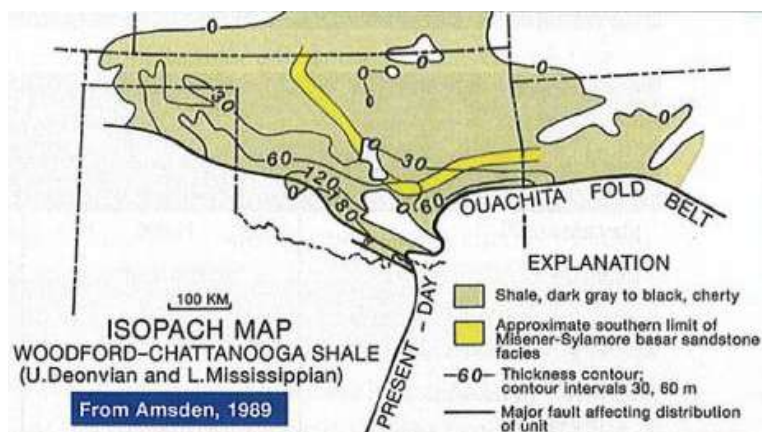 0
0
0
0
0
30
0
0
60
30
120
180
0
0
60
OUACHITA FOLD BELT
PRESENT - DAY
100 KM
ISOPACH MAP
WOODFORD-CHATTANOOGA SHALE
(U.Deonvian and L.Mississippian)
From Amsden, 1989
EXPLANATION
Shale, dark gray to black, cherty
Approximate southern limit of
Misener-Sylamore basar sandstone
facies
-60- Thickness contour;
contour intervals 30, 60 m
Major fault affecting distribution
of unit